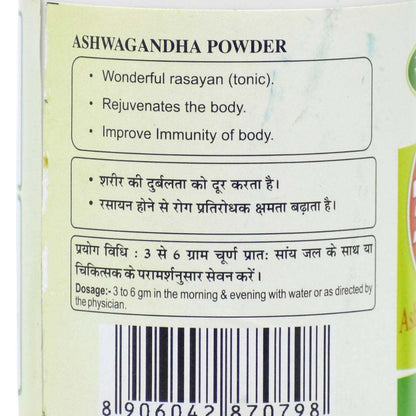 ASHWAGANDHA POWDER
• Wonderful rasayan (tonic).
• Rejuvenates the body.
• Improve Immunity of body.
• शरीर की दुर्बलता को दूर करता है।
• रसायन होने से रोग प्रतिरोधक क्षमता बढ़ाता है।
प्रयोग विधि : 3 से 6 ग्राम चूर्ण प्रातः सांय जल के साथ या
चिकित्सक के परामर्शनुसार सेवन करें।
Dosage:- 3 to 6 gm in the morning & evening with water or as directed by
the physician.
8 906042 870798